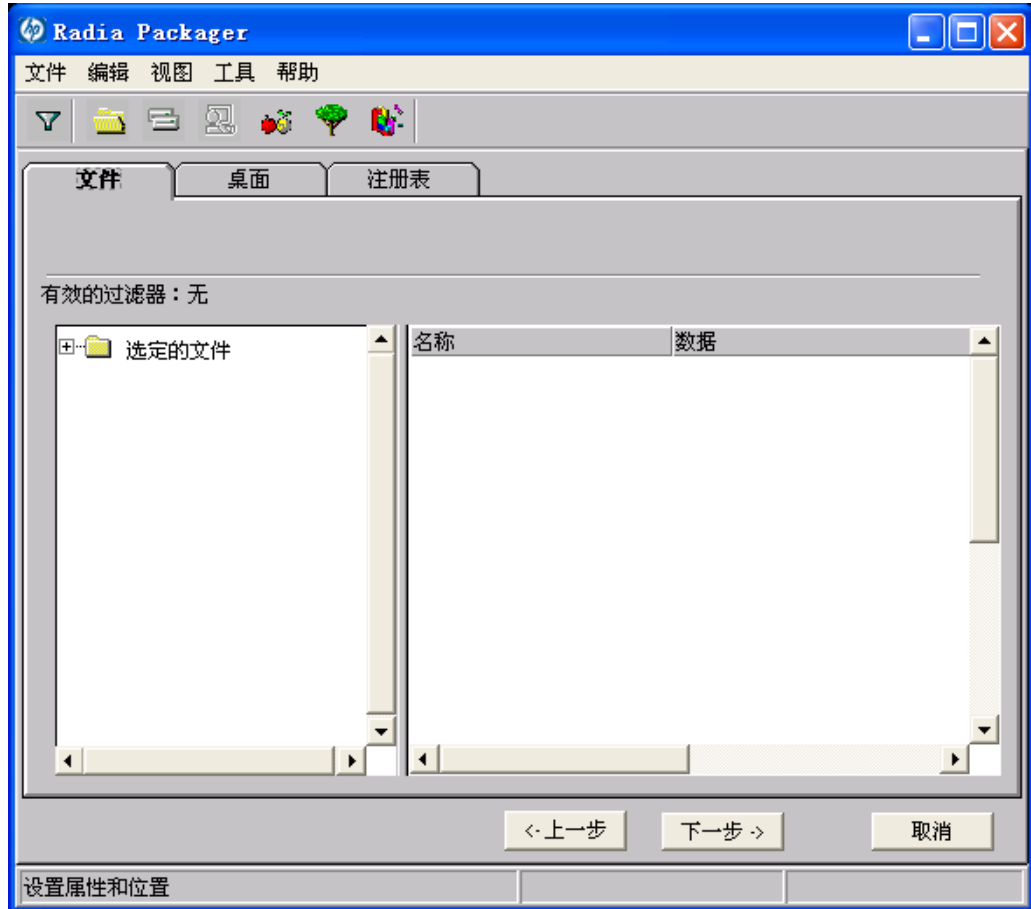 Radia Packager
文件 编辑 视图 工具 帮助
文件 桌面 注册表
有效的过滤器：无
选定的文件
名称 数据
<-上一步 下一步-> 取消
设置属性和位置